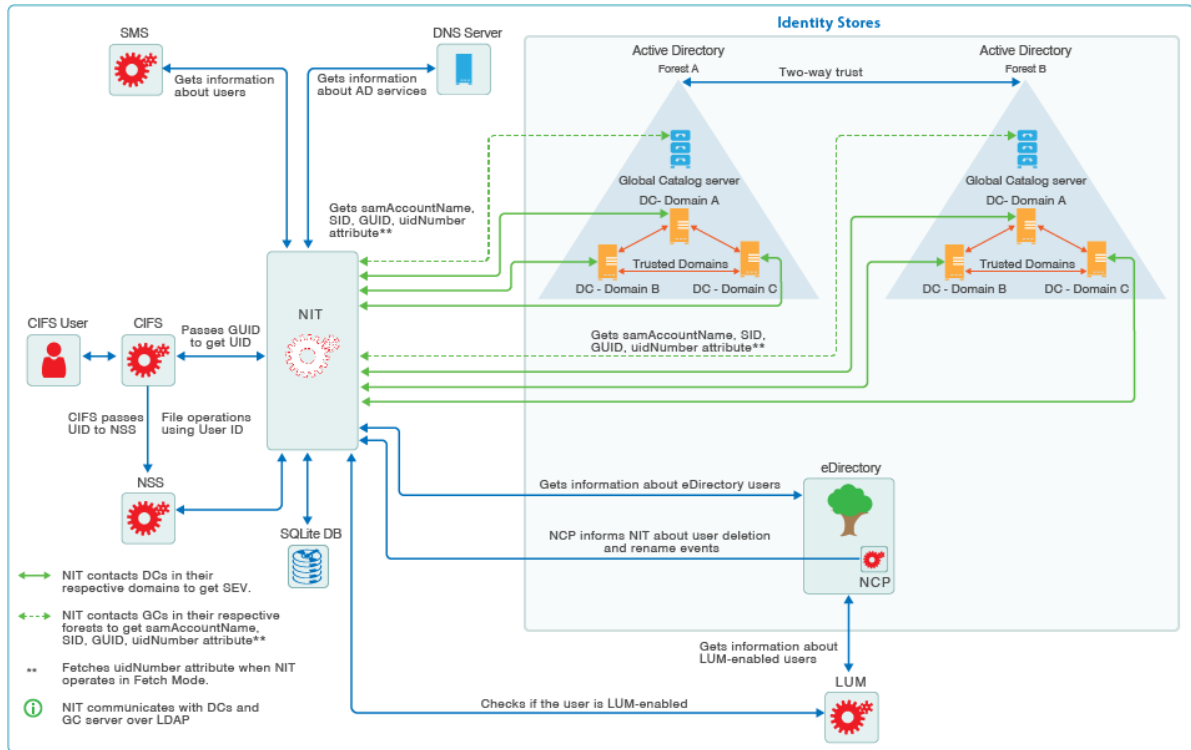 Identity Stores
SMS
DNS Server
Active Directory
Forest A
Active Directory
Forest B
Gets information
about users
Gets information
about AD services
Two-way trust
Global Catalog server
Global Catalog server
DC- Domain A
DC- Domain A
Gets samAccountName,
SID, GUID, uidNumber
attribute**
Trusted Domains
Trusted Domains
DC - Domain B
DC - Domain C
DC - Domain B
DC - Domain C
NIT
CIFS User
CIFS
Passes GUID
to get UID
Gets samAccountName, SID,
GUID, uidNumber attribute**
CIFS passes
UID to NSS
File operations
using User ID
NSS
SQLite DB
eDirectory
Gets information about eDirectory users
NCP informs NIT about user deletion
and rename events
NCP
NIT contacts DCs in their
respective domains to get SEV.
NIT contacts GCs in their respective
forests to get samAccountName,
SID, GUID, uidNumber attribute**
** Fetches uidNumber attribute when NIT
operates in Fetch Mode.
i NIT communicates with DCs and
GC server over LDAP
Gets information about
LUM-enabled users
LUM
Checks if the user is LUM-enabled